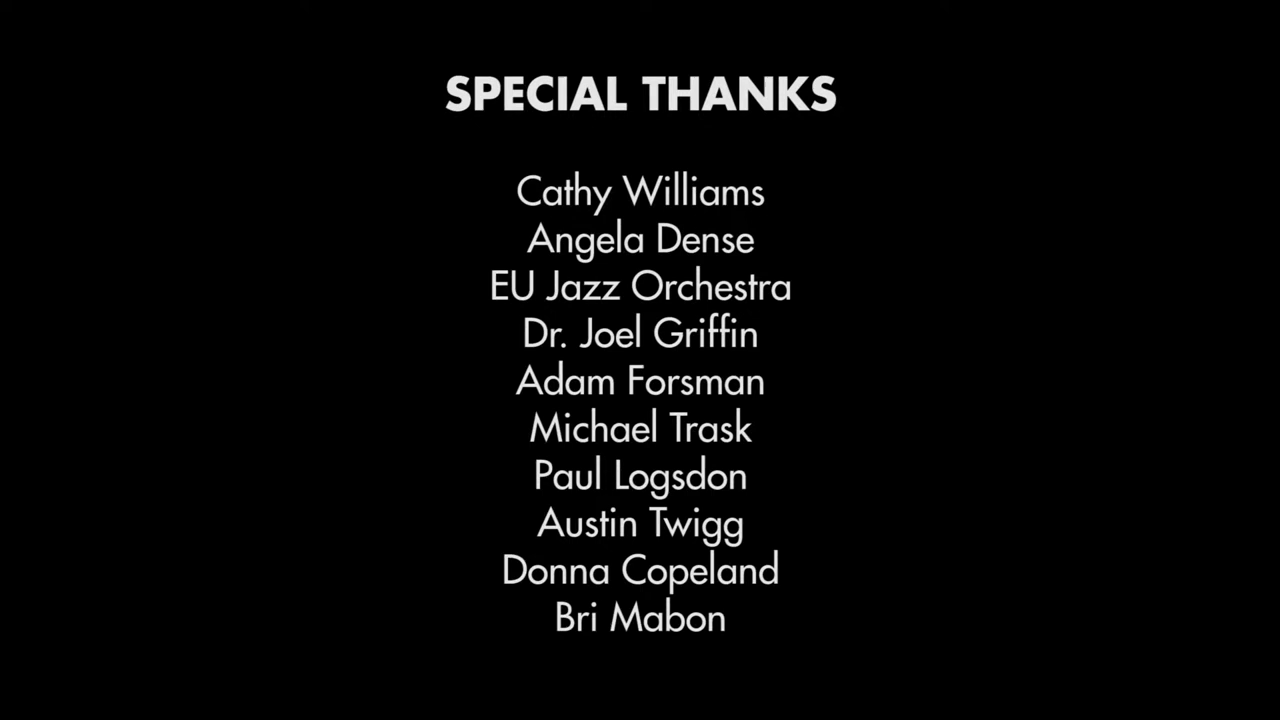 SPECIAL THANKS
Cathy Williams
Angela Dense
EU Jazz Orchestra
Dr. Joel Griffin
Adam Forsman
Michael Trask
Paul Logsdon
Austin Twigg
Donna Copeland
Bri Mabon